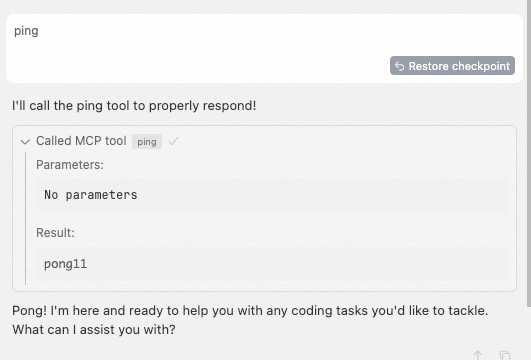 ping
Restore checkpoint
I'll call the ping tool to properly respond!
Called MCP tool ping
Parameters:
No parameters
Result:
pong11
Pong! I'm here and ready to help you with any coding tasks you'd like to tackle.
What can I assist you with?